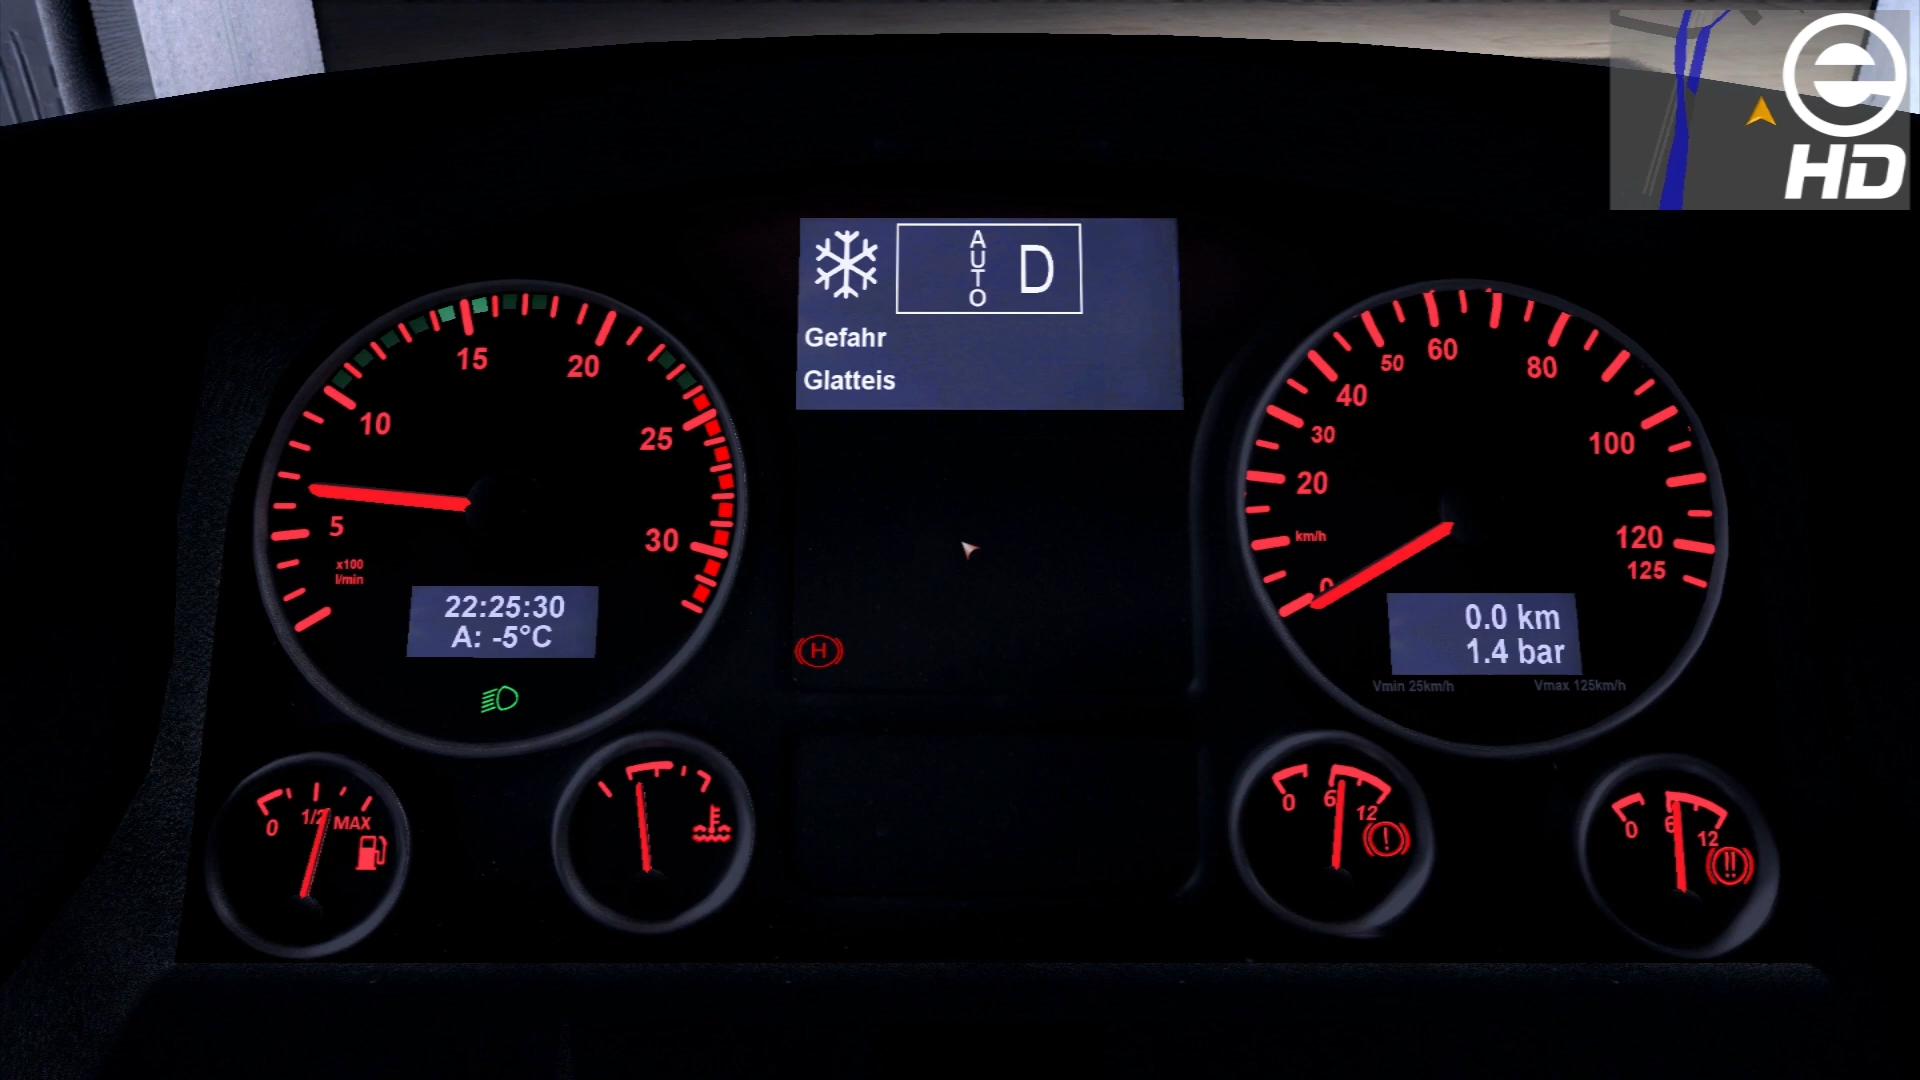 e
HD
AUTO D
Gefahr
Glatteis
5
10
15
20
25
30
x100
l/min
22:25:30
A: -5°C
0
20
30
40
50
60
80
100
120
125
km/h
0.0 km
1.4 bar
Vmin 25km/h
Vmax 125km/h
H
0
1/2
MAX
0
6
12
!
0
6
12
!!